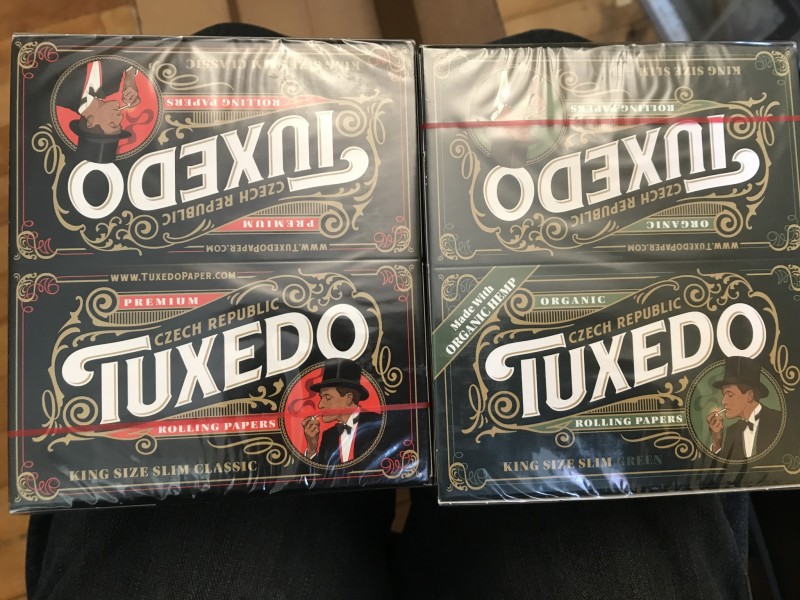 KING SIZE SLIM CLASSIC
ROLLING PAPERS
TUXEDO
CZECH REPUBLIC
PREMIUM
WWW.TUXEDOPAPER.COM
WWW.TUXEDOPAPER.COM
PREMIUM
CZECH REPUBLIC
TUXEDO
ROLLING PAPERS
KING SIZE SLIM CLASSIC
KING SIZE SLIM
ROLLING PAPERS
TUXEDO
CZECH REPUBLIC
ORGANIC
WWW.TUXEDOPAPER.COM
Made With
ORGANIC HEMP
ORGANIC
CZECH REPUBLIC
TUXEDO
ROLLING PAPERS
KING SIZE SLIM GREEN